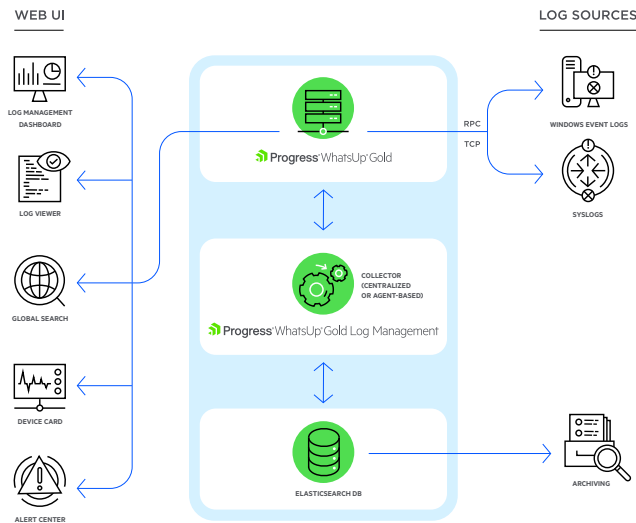 WEB UI
LOG SOURCES
LOG MANAGEMENT
DASHBOARD
LOG VIEWER
GLOBAL SEARCH
DEVICE CARD
ALERT CENTER
Progress® WhatsUp® Gold
COLLECTOR
(CENTRALIZED
OR AGENT-BASED)
Progress® WhatsUp® Gold Log Management
ELASTICSEARCH DB
RPC
TCP
WINDOWS EVENT LOGS
SYSLOGS
ARCHIVING